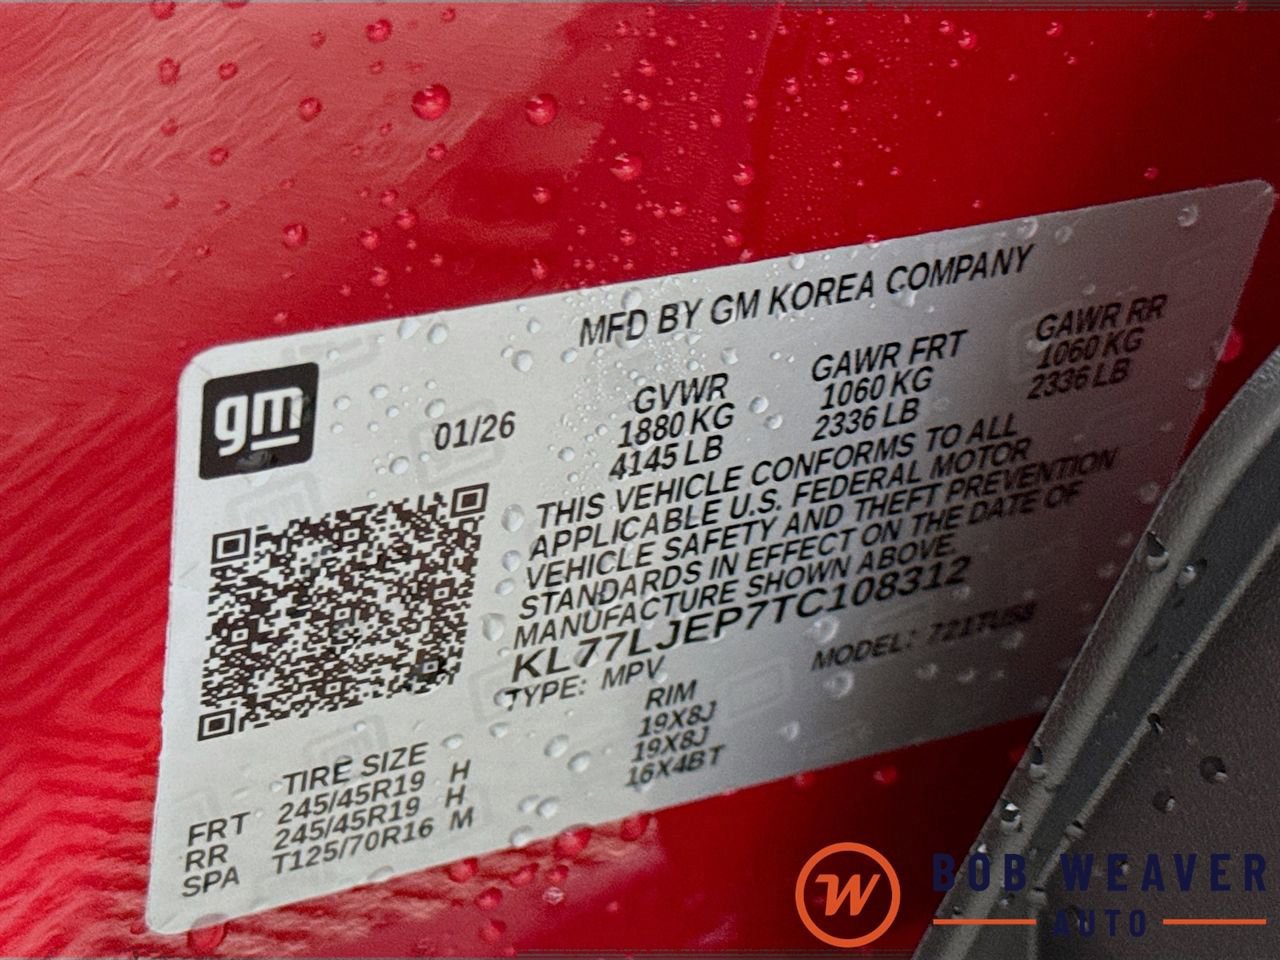 MFD BY GM KOREA COMPANY
gm
01/26
GVWR
1880 KG
4145 LB
GAWR FRT
1060 KG
2336 LB
GAWR RR
1060 KG
2336 LB
THIS VEHICLE CONFORMS TO ALL
APPLICABLE U.S. FEDERAL MOTOR
VEHICLE SAFETY AND THEFT PREVENTION
STANDARDS IN EFFECT ON THE DATE OF
MANUFACTURE SHOWN ABOVE.
KL77LJEP7TC108312
TYPE: MPV
MODEL: 721TU58
TIRE SIZE
RIM
FRT 245/45R19 H 19X8J
RR 245/45R19 H 19X8J
SPA T125/70R16 M 16X4BT
W
BOB WEAVER
AUTO